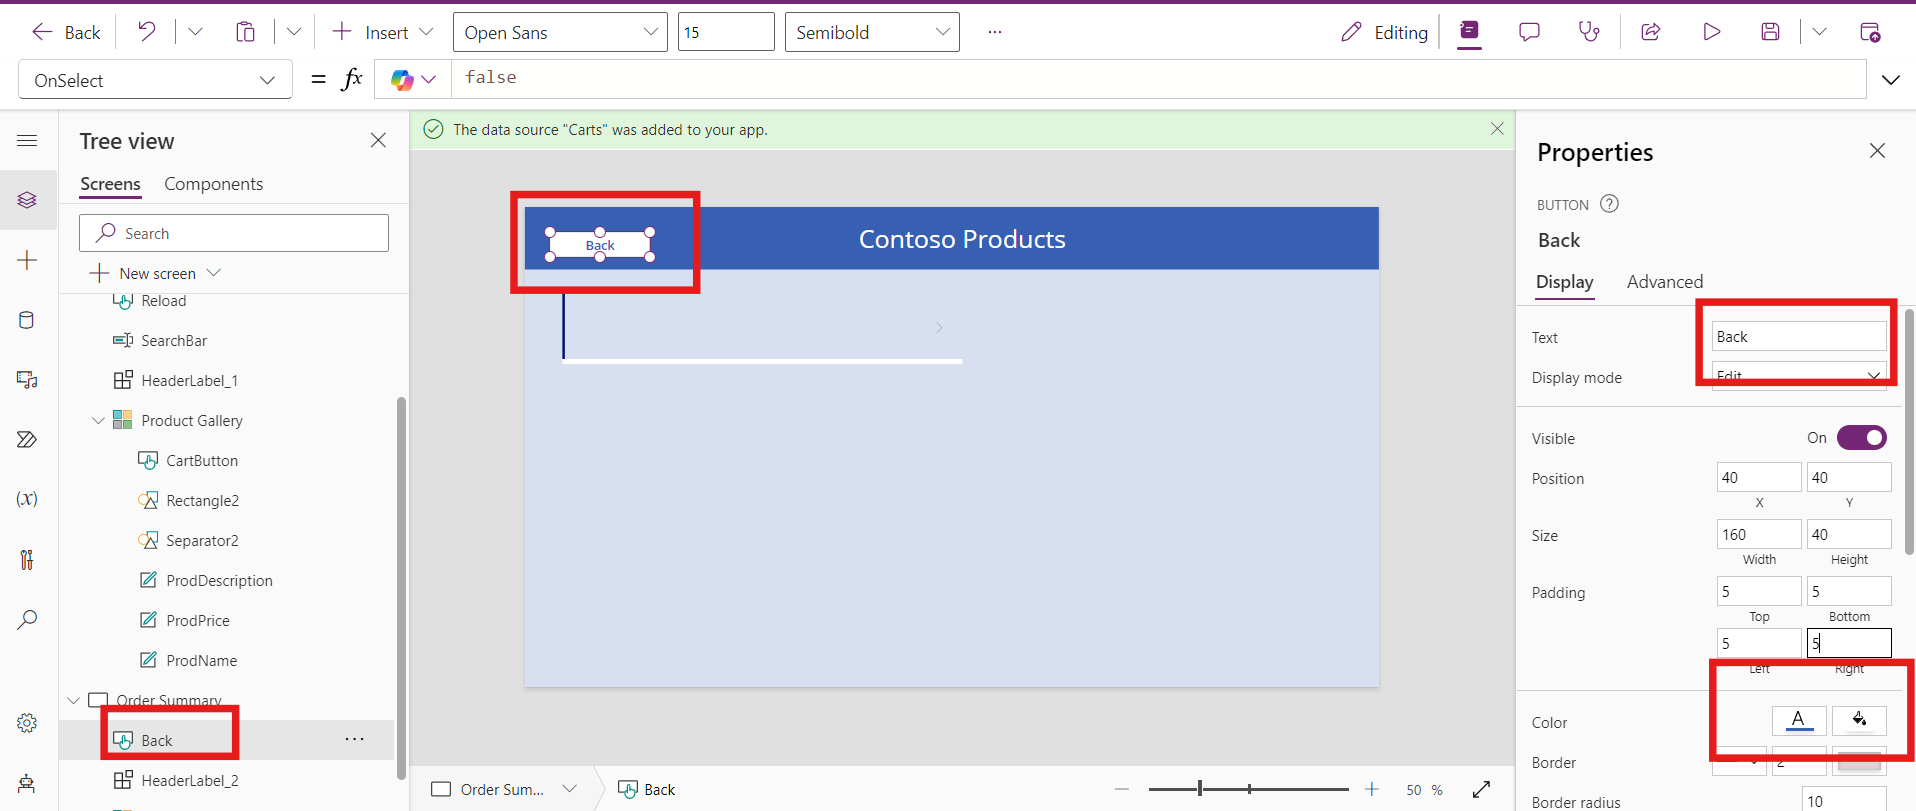 Back
Insert
Open Sans
15
Semibold
...
Editing
OnSelect
= fx
false
Tree view
Screens Components
Search
New screen
Reload
SearchBar
HeaderLabel_1
Product Gallery
CartButton
Rectangle2
Separator2
ProdDescription
ProdPrice
ProdName
Order Summary
Back
...
HeaderLabel_2
(x)
The data source "Carts" was added to your app.
Back
Contoso Products
Order Sum...
Back
50 %
Properties
BUTTON ?
Back
Display Advanced
Text Back
Display mode Edit
Visible On
Position 40 40
X Y
Size 160 40
Width Height
Padding 5 5
Top Bottom
5 5
Left Right
Color A
Border 2
Border radius 10